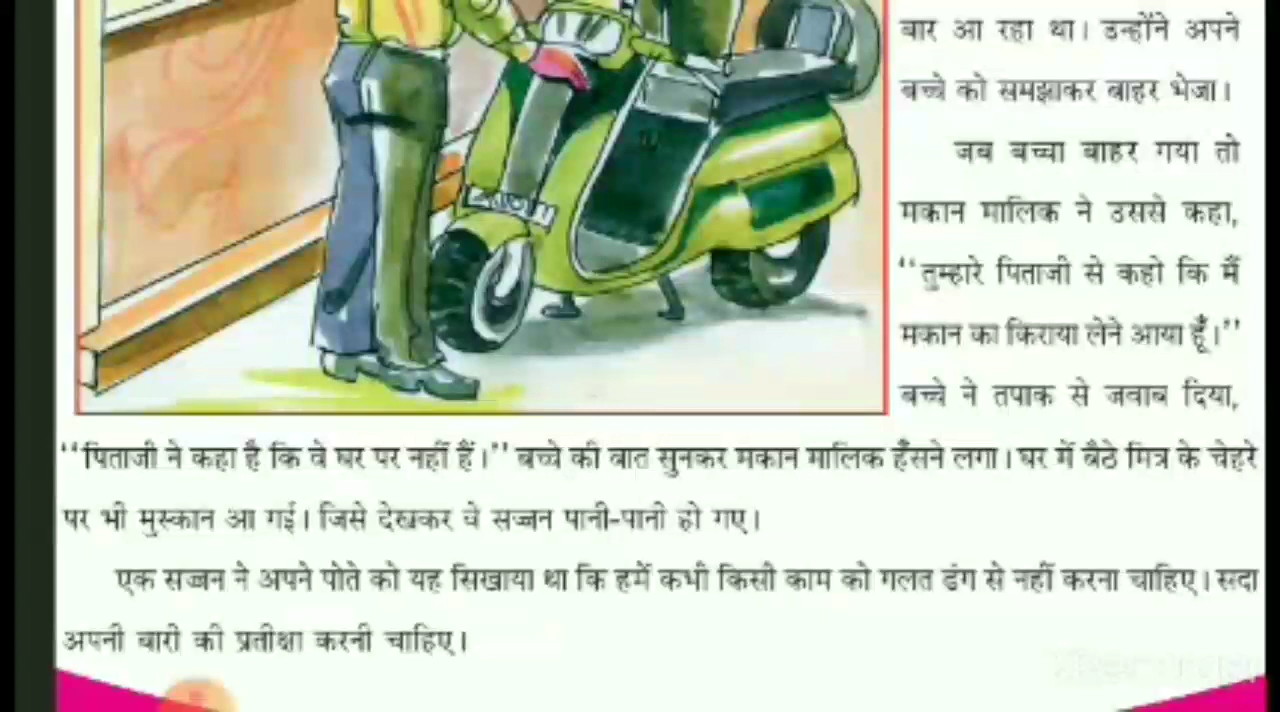 बार आ रहा था। उन्होंने अपने
बच्चे को समझाकर बाहर भेजा।
जब बच्चा बाहर गया तो
मकान मालिक ने उससे कहा,
“तुम्हारे पिताजी से कहो कि मैं
मकान का किराया लेने आया हूँ।”
बच्चे ने तपाक से जवाब दिया,
“पिताजी ने कहा है कि वे घर पर नहीं हैं।” बच्चे की बात सुनकर मकान मालिक हँसने लगा। घर में बैठे मित्र के चेहरे
पर भी मुस्कान आ गई। जिसे देखकर वे सज्जन पानी-पानी हो गए।
एक सज्जन ने अपने पोते को यह सिखाया था कि हमें कभी किसी काम को गलत ढंग से नहीं करना चाहिए। सदा
अपनी बारी की प्रतीक्षा करनी चाहिए।